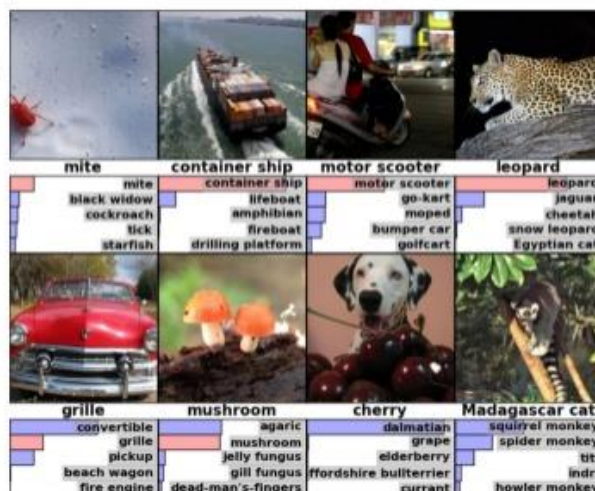 mite
container ship
motor scooter
leopard
mite
black widow
cockroach
tick
starfish
container ship
lifeboat
amphibian
fireboat
drilling platform
motor scooter
go-kart
moped
bumper car
golfcart
leopard
jaguar
cheetah
snow leopard
Egyptian cat
grille
mushroom
cherry
Madagascar cat
convertible
grille
pickup
beach wagon
fire engine
agaric
mushroom
jelly fungus
gill fungus
dead-man's-fingers
dalmatian
grape
elderberry
ffordshire bullterrier
currant
squirrel monkey
spider monkey
titi
indri
howler monkey